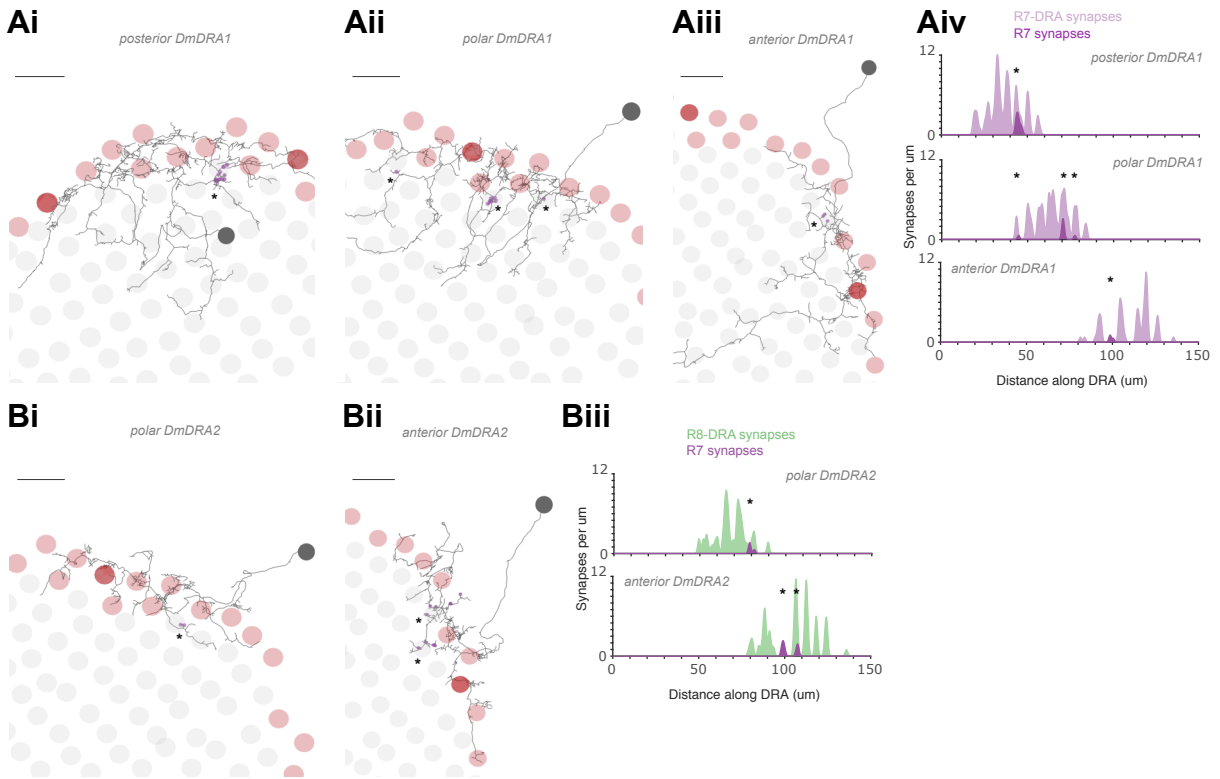 Ai
posterior DmDRA1
*
Aii
polar DmDRA1
*
*
*
Aiii
anterior DmDRA1
*
Aiv
R7-DRA synapses
R7 synapses
Synapses per um
12
0
posterior DmDRA1
*
12
0
polar DmDRA1
* * *
12
0
anterior DmDRA1
*
0 50 100 150
Distance along DRA (um)
Bi
polar DmDRA2
*
Bii
anterior DmDRA2
*
*
Biii
R8-DRA synapses
R7 synapses
Synapses per um
12
0
polar DmDRA2
*
12
0
anterior DmDRA2
* *
0 50 100 150
Distance along DRA (um)